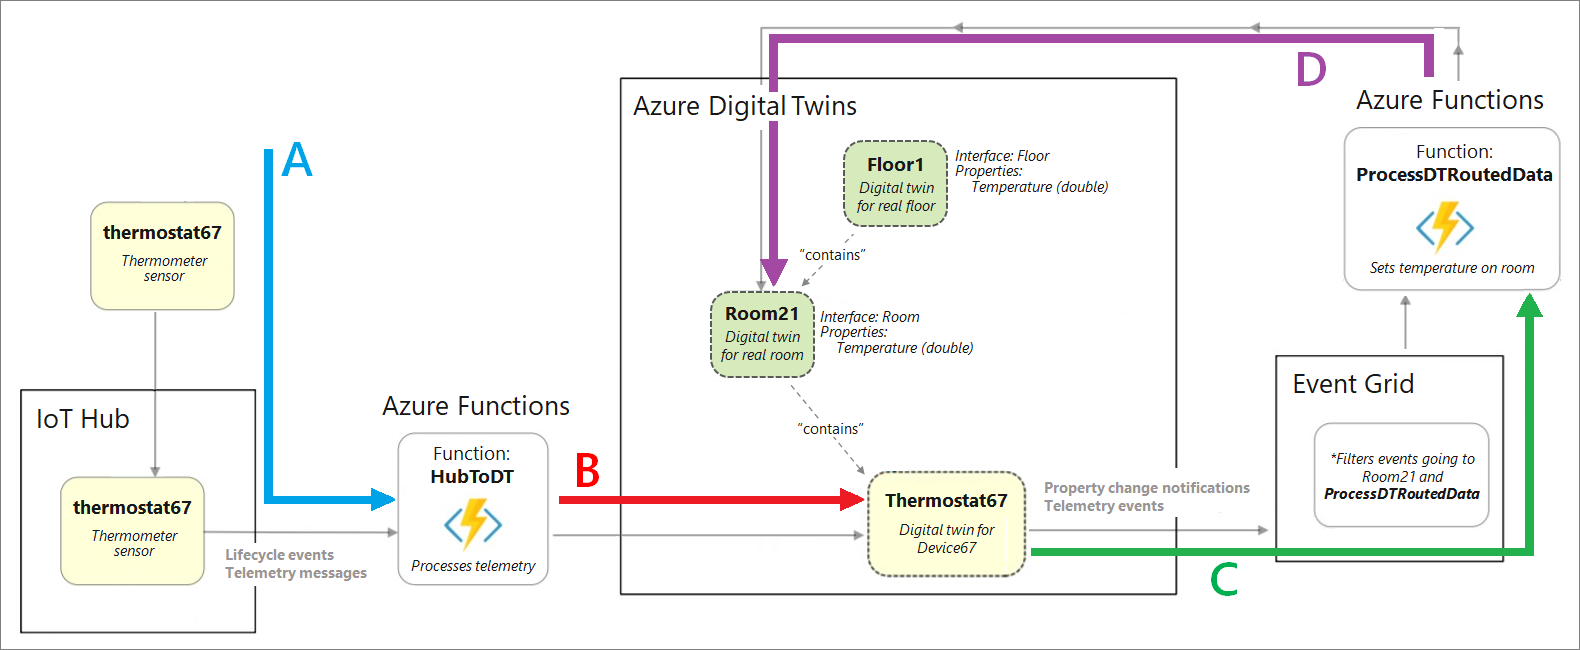 D
Azure Digital Twins
Azure Functions
Floor1
Digital twin
for real floor
Interface: Floor
Properties:
Temperature (double)
Function:
ProcessDTRoutedData
Sets temperature on room
A
thermostat67
Thermometer
sensor
"contains"
Room21
Digital twin
for real room
Interface: Room
Properties:
Temperature (double)
IoT Hub
Azure Functions
Event Grid
"contains"
Function:
HubToDT
Processes telemetry
B
*Filters events going to
Room21 and
ProcessDTRoutedData
thermostat67
Thermometer
sensor
Thermostat67
Digital twin for
Device67
Property change notifications
Telemetry events
Lifecycle events
Telemetry messages
C